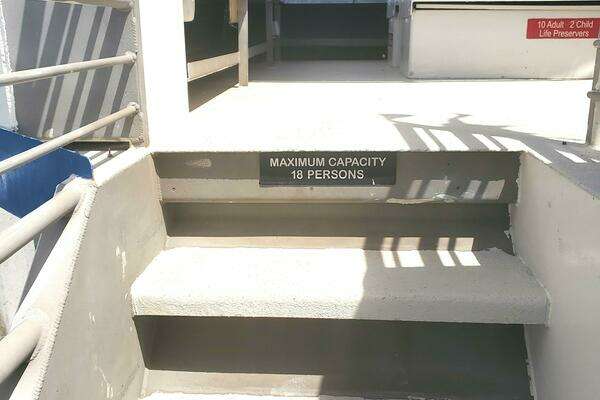 10 Adult 2 Child
Life Preservers
MAXIMUM CAPACITY
18 PERSONS